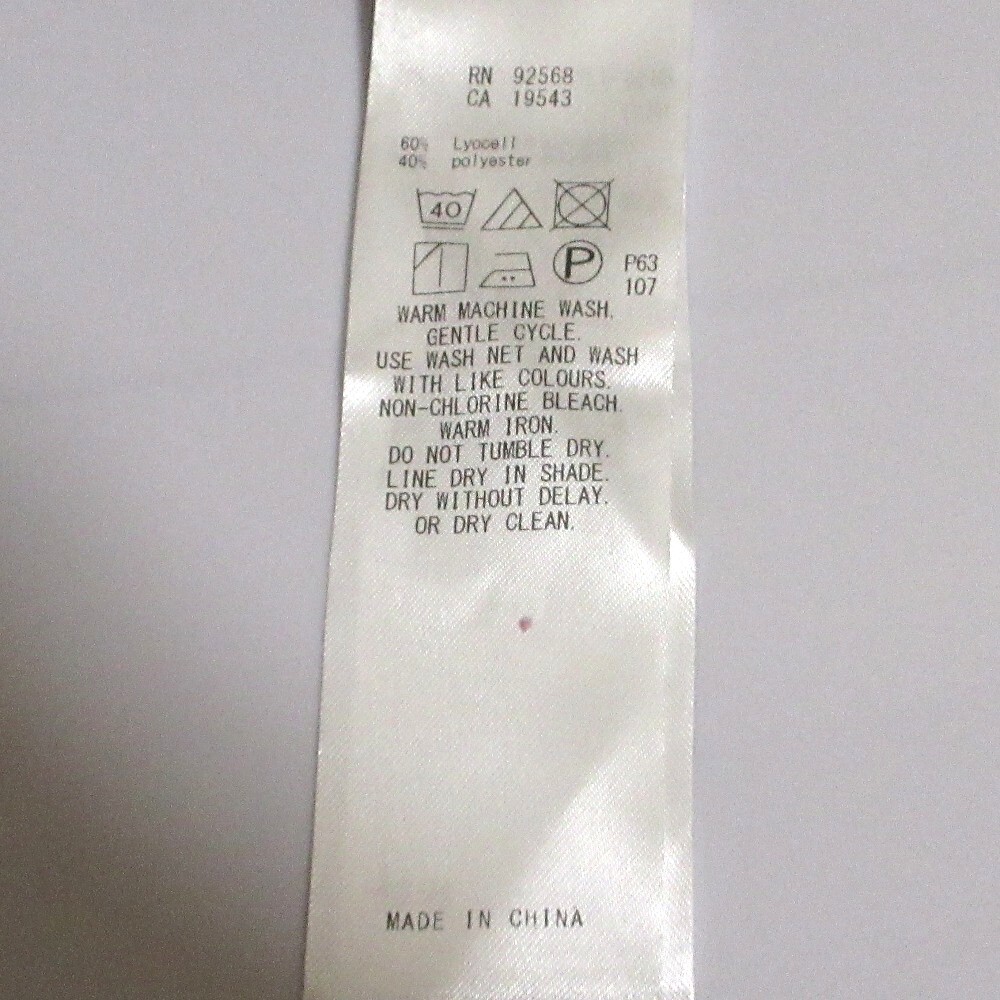 RN 92568
CA 19543
60% Lyocell
40% polyester
40
P P63
107
WARM MACHINE WASH.
GENTLE CYCLE.
USE WASH NET AND WASH
WITH LIKE COLOURS.
NON-CHLORINE BLEACH.
WARM IRON.
DO NOT TUMBLE DRY.
LINE DRY IN SHADE.
DRY WITHOUT DELAY.
OR DRY CLEAN.
MADE IN CHINA